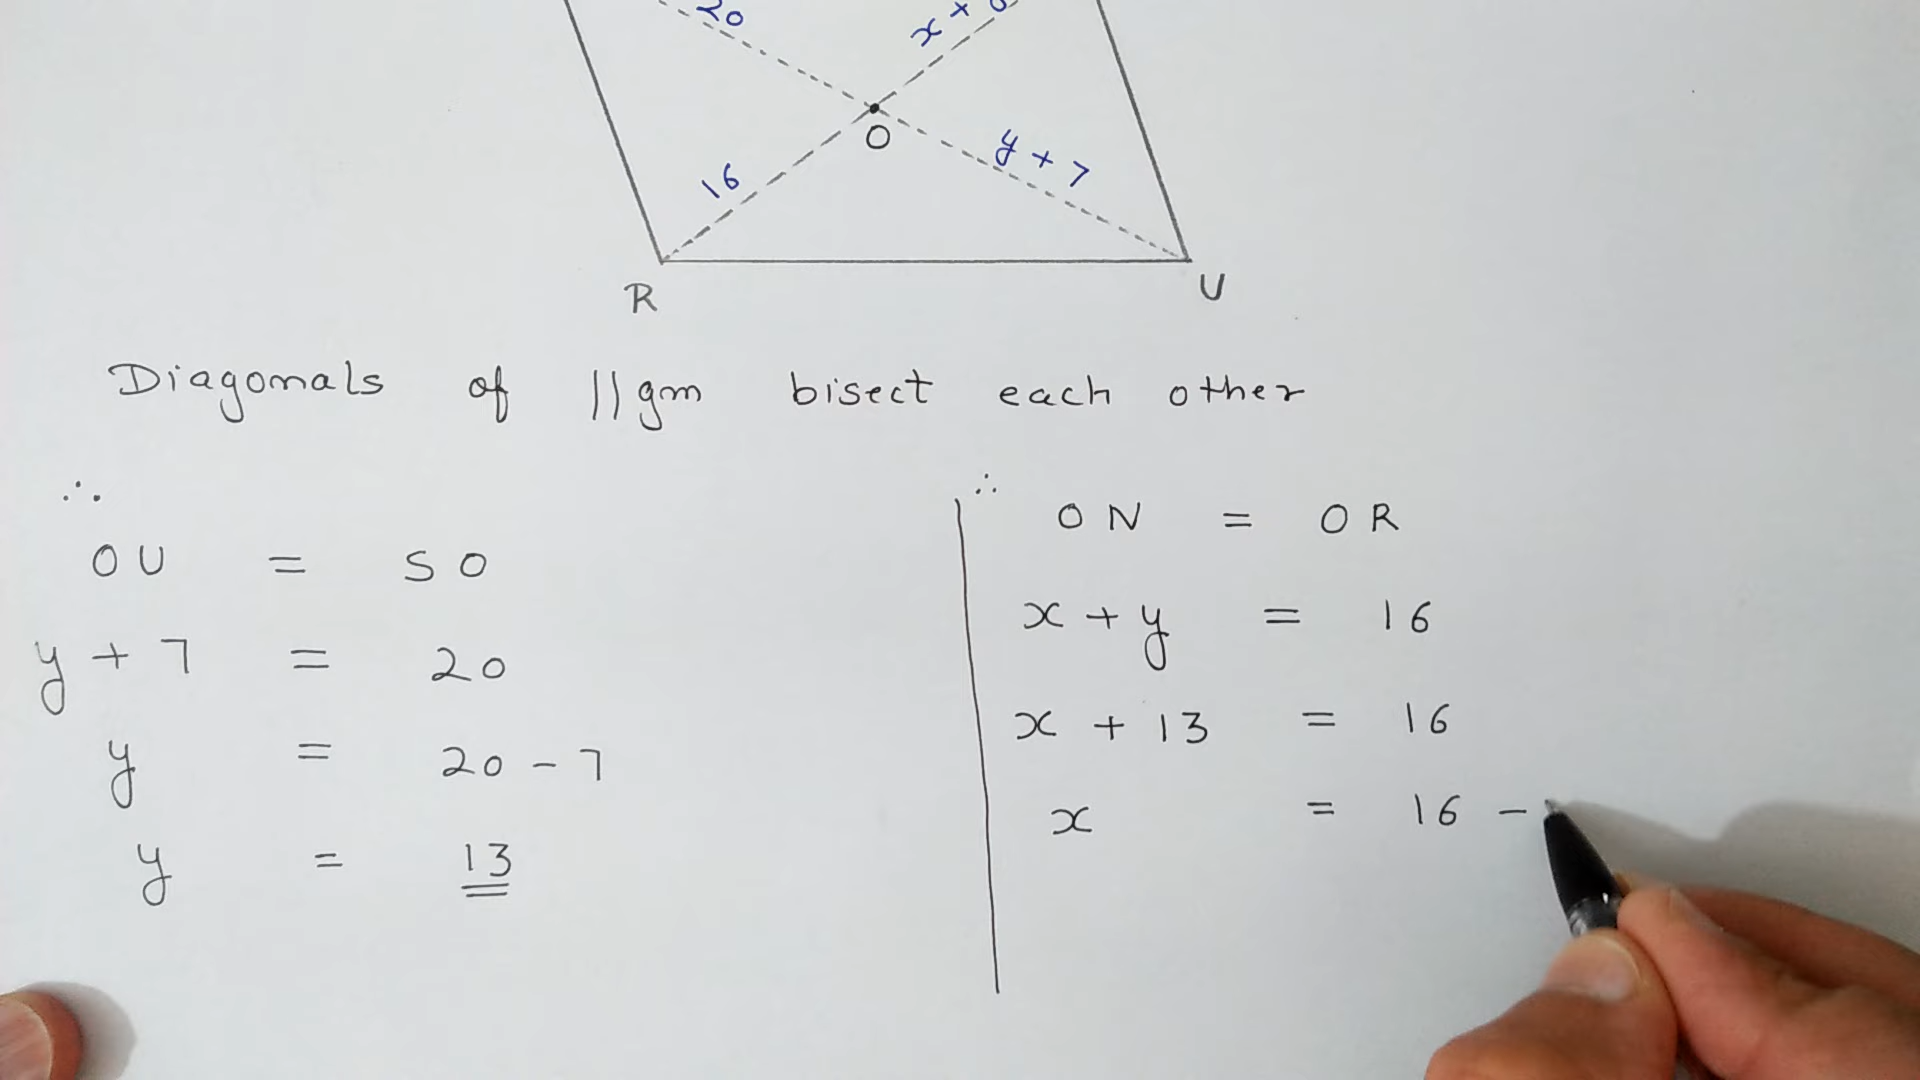 20
x +
O
y + 7
16
R
U
Diagonals of ||gm bisect each other
∴
OU = SO
y + 7 = 20
y = 20 - 7
y = 13
∴
ON = OR
x + y = 16
x + 13 = 16
x = 16 -